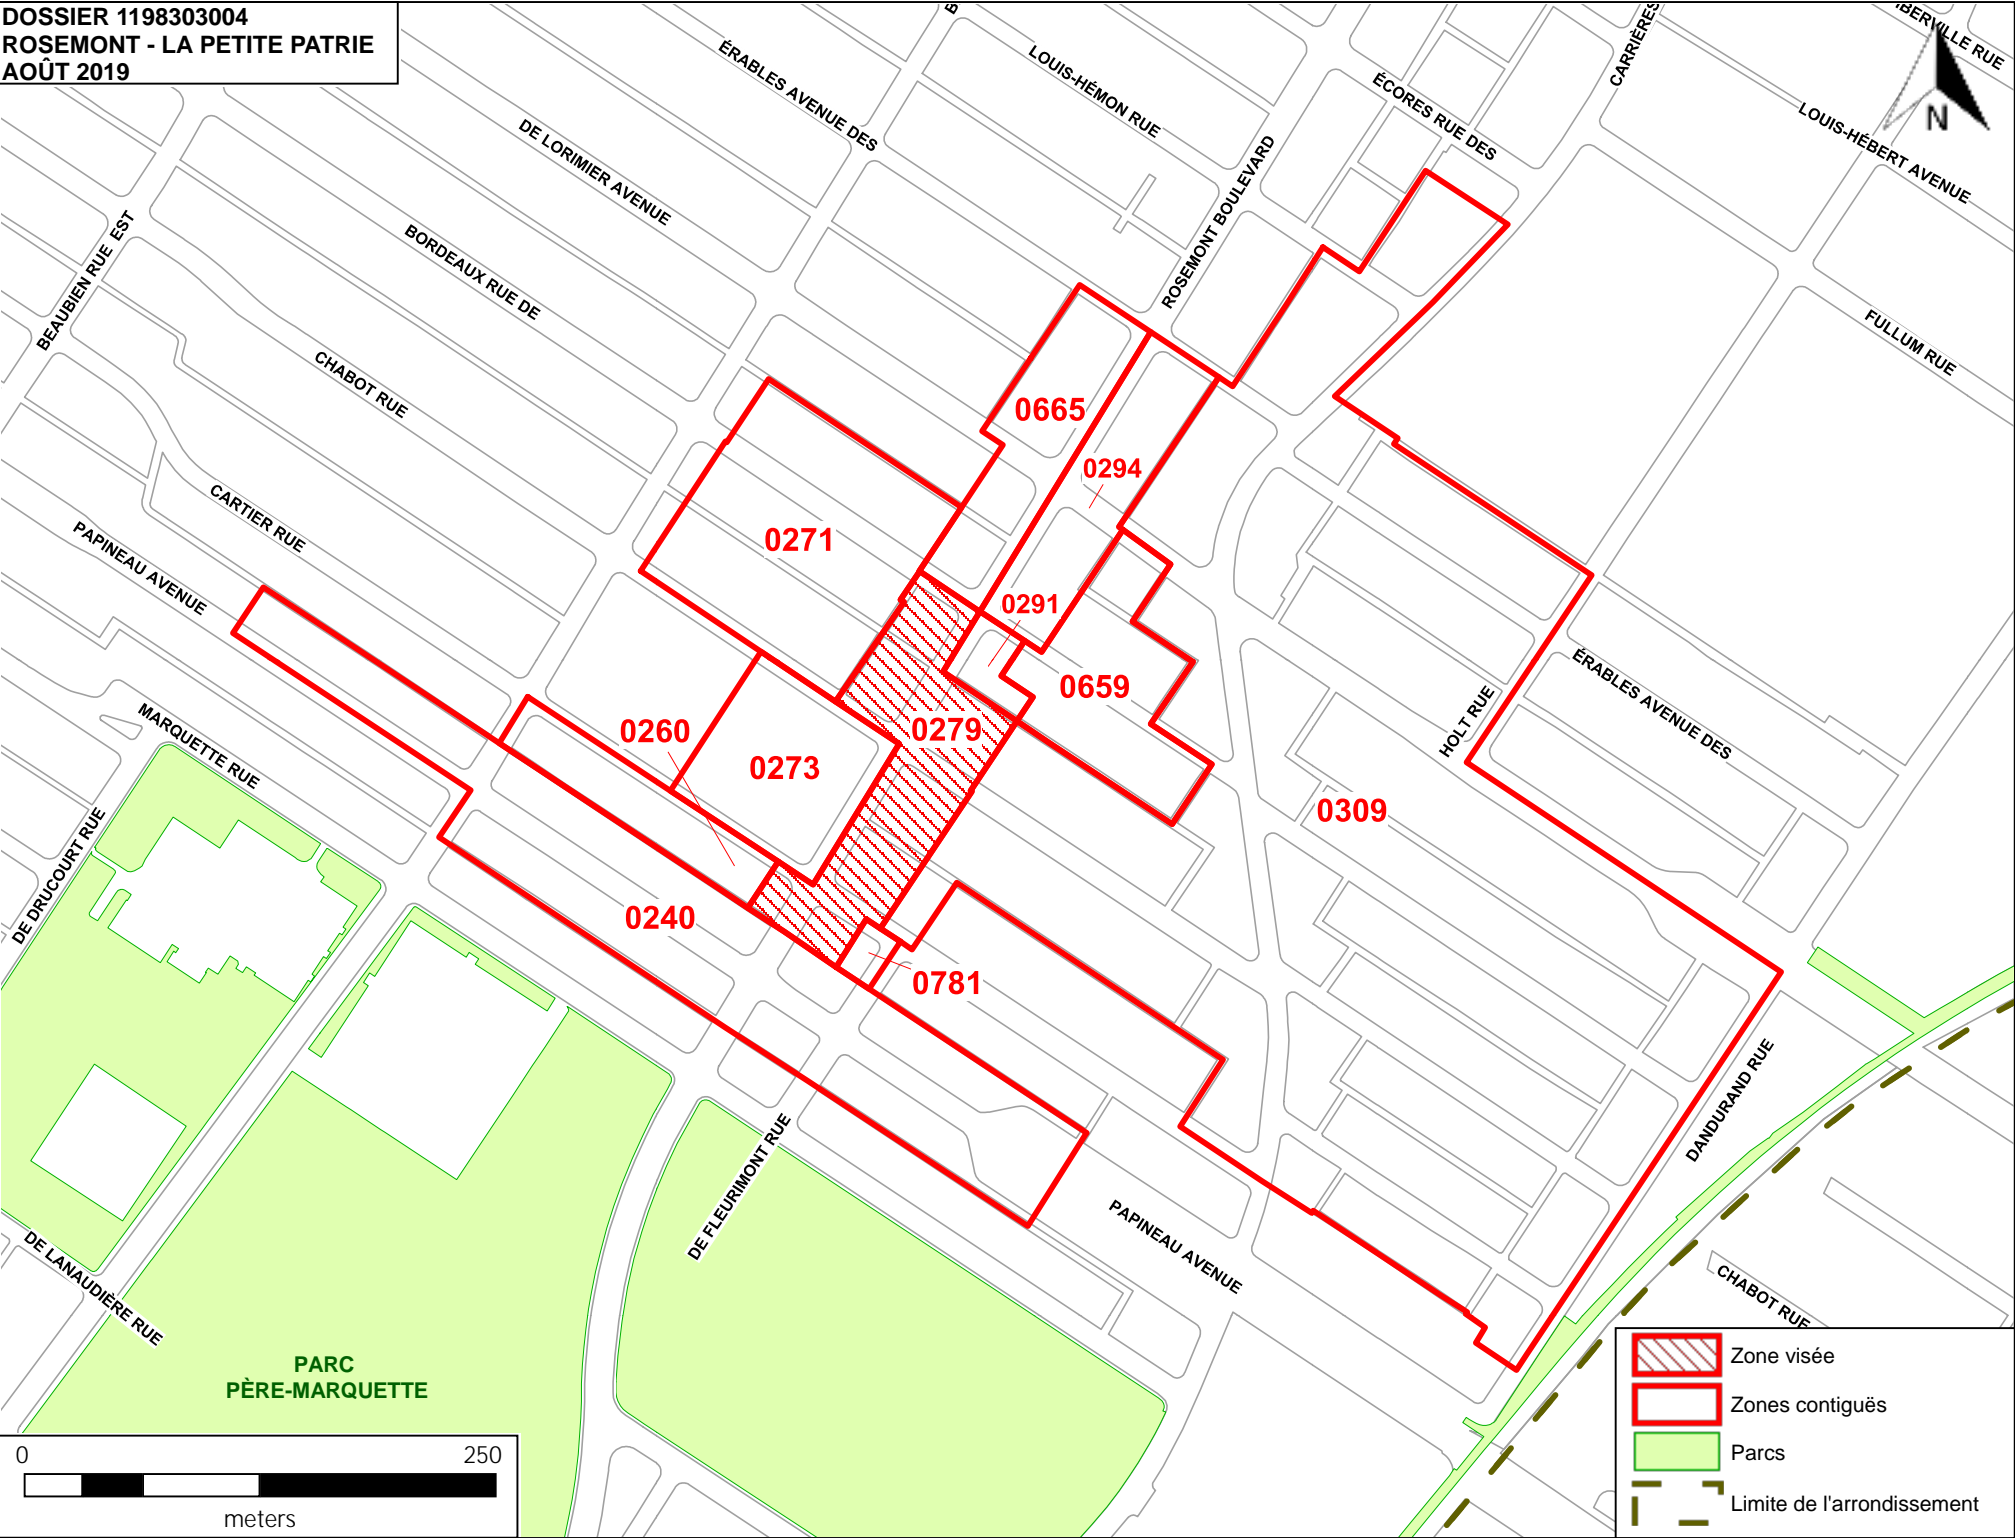 DOSSIER 1198303004
ROSEMONT - LA PETITE PATRIE
AOÛT 2019
ÉRABLES AVENUE DES
LOUIS-HÉMON RUE
ÉCORES RUE DES
CARRIÈRES
IBERVILLE RUE
N
LOUIS-HÉBERT AVENUE
DE LORIMIER AVENUE
ROSEMONT BOULEVARD
BEAUBIEN RUE EST
BORDEAUX RUE DE
FULLUM RUE
CHABOT RUE
0665
0294
0271
CARTIER RUE
PAPINEAU AVENUE
0291
0659
ÉRABLES AVENUE DES
HOLT RUE
MARQUETTE RUE
0260
0279
0273
0309
DE DRUCOURT RUE
0240
0781
DANDURAND RUE
DE FLEURIMONT RUE
PAPINEAU AVENUE
DE LANAUDIÈRE RUE
CHABOT RUE
PARC
PÈRE-MARQUETTE
Zone visée
Zones contiguës
Parcs
Limite de l'arrondissement
0 250
meters